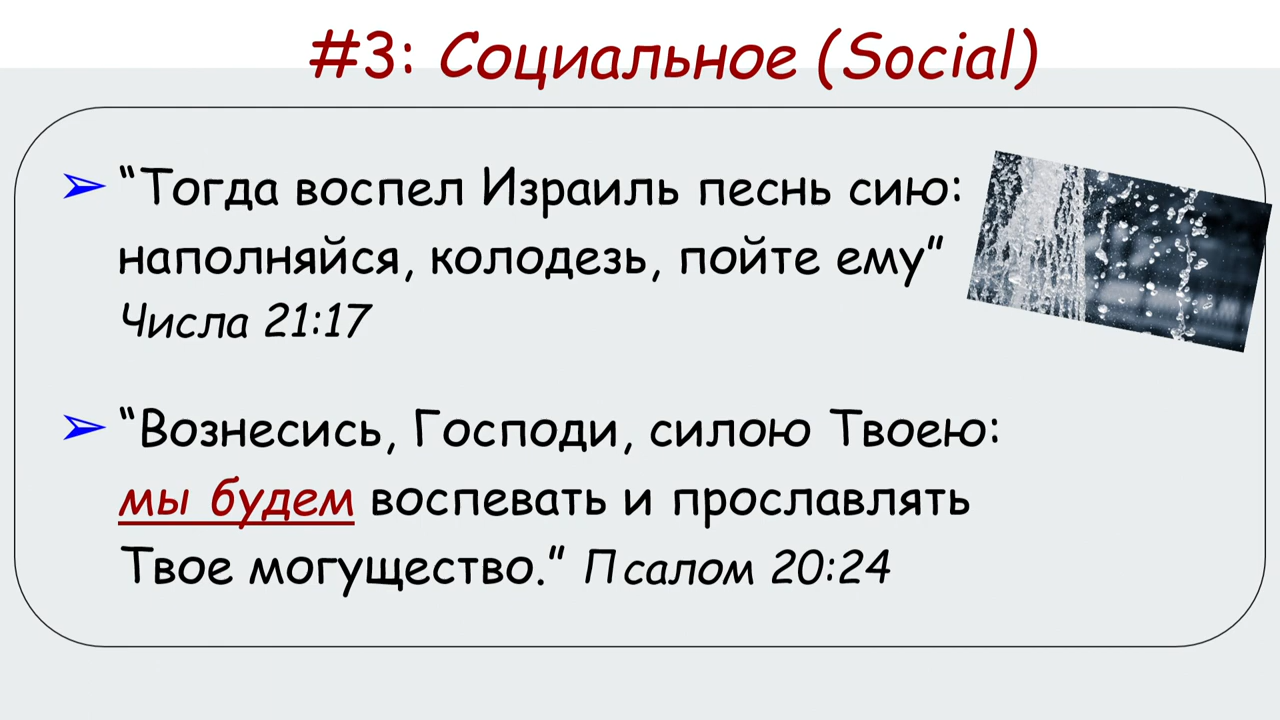 #3: Социальное (Social)
➢ “Тогда воспел Израиль песнь сию:
наполняйся, колодезь, пойте ему”
Числа 21:17
➢ “Вознесись, Господи, силою Твоею:
мы будем воспевать и прославлять
Твое могущество.” Псалом 20:24